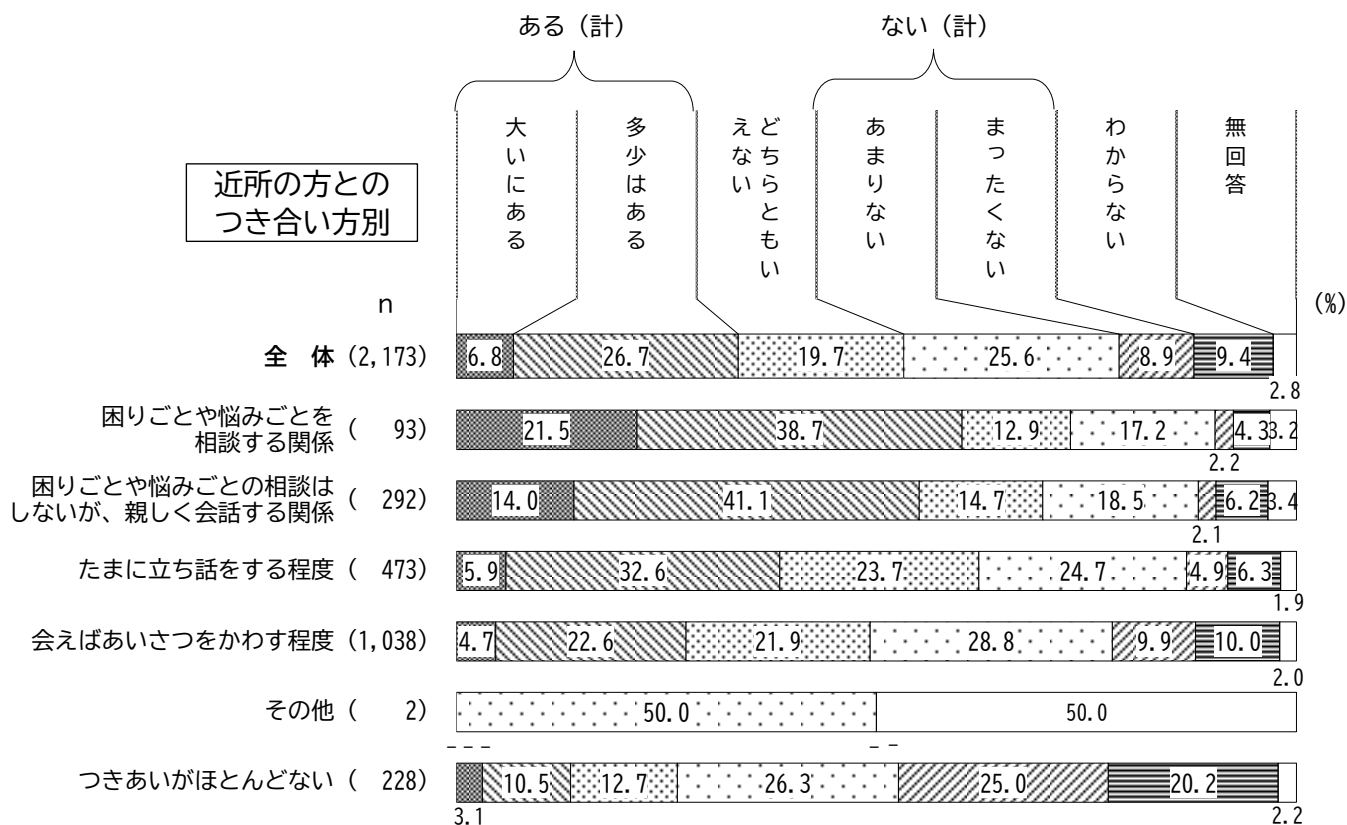 ある（計）
ない（計）
大いにある
多少はある
どちらともい
えない
あまりない
まったくない
わからない
無回答
近所の方との
つき合い方別
n
(%)
全　体 (2,173)
6.8 26.7 19.7 25.6 8.9 9.4
2.8
困りごとや悩みごとを
相談する関係 (　93)
21.5 38.7 12.9 17.2 4.3 3.2
2.2
困りごとや悩みごとの相談は
しないが、親しく会話する関係 (　292)
14.0 41.1 14.7 18.5 6.2 3.4
2.1
たまに立ち話をする程度 (　473)
5.9 32.6 23.7 24.7 4.9 6.3
1.9
会えばあいさつをかわす程度 (1,038)
4.7 22.6 21.9 28.8 9.9 10.0
2.0
その他 (　2)
50.0 50.0
- - - - -
つきあいがほとんどない (　228)
10.5 12.7 26.3 25.0 20.2
3.1 2.2